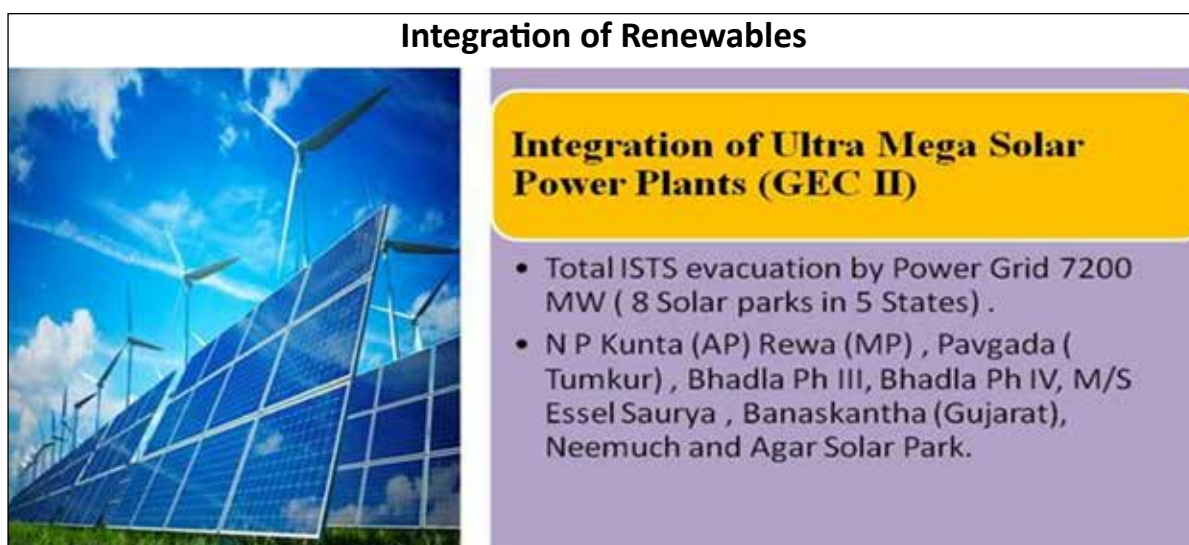 Integration of Renewables
Integration of Ultra Mega Solar
Power Plants (GEC II)
• Total ISTS evacuation by Power Grid 7200
MW ( 8 Solar parks in 5 States) .
• N P Kunta (AP) Rewa (MP) , Pavgada (
Tumkur) , Bhadla Ph III, Bhadla Ph IV, M/S
Essel Saurya , Banaskantha (Gujarat),
Neemuch and Agar Solar Park.